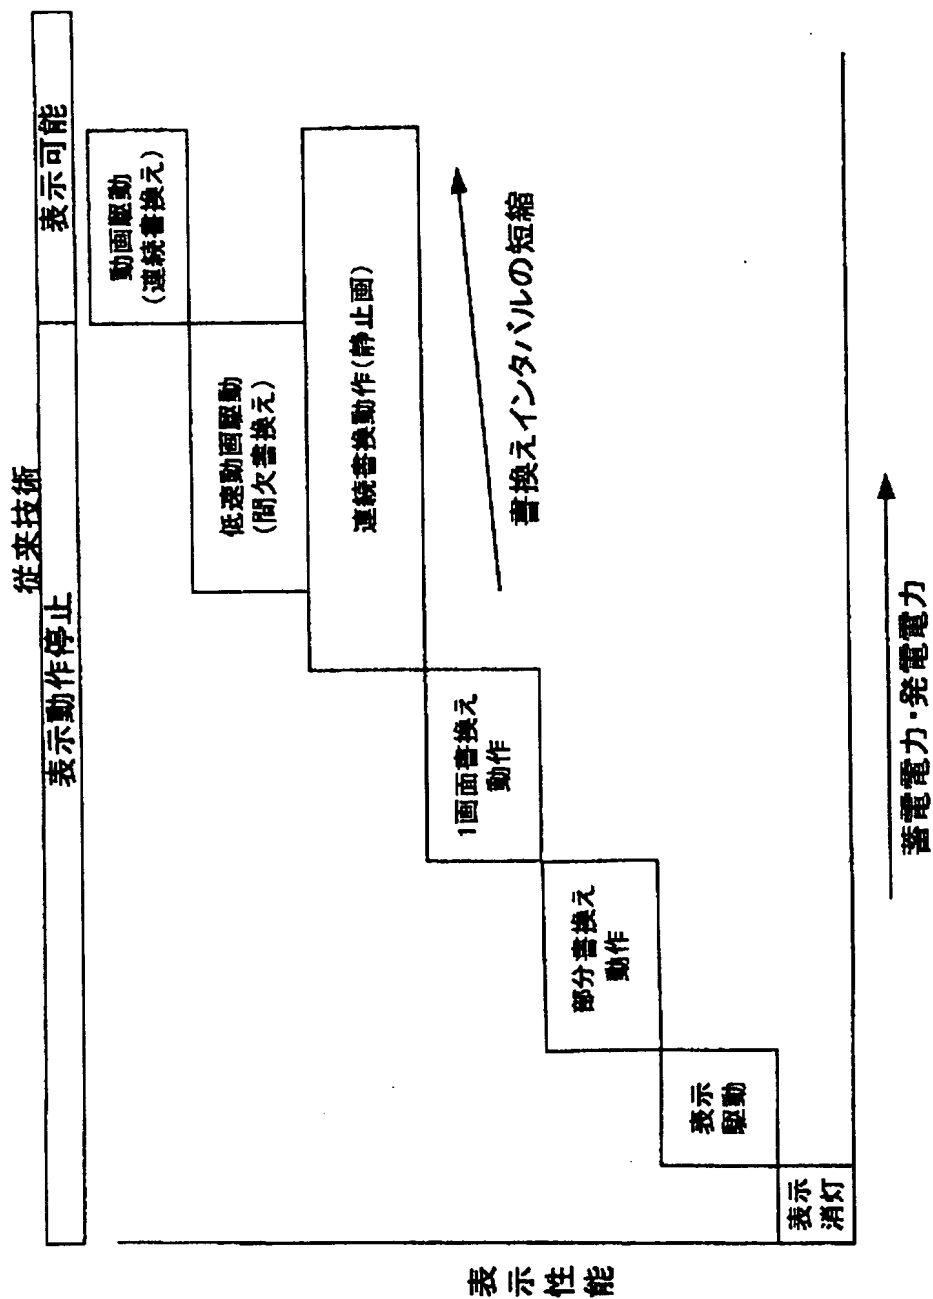 従来技術
表示動作停止
表示可能
動画駆動
(連続書換え)
低速動画駆動
(間欠書換え)
連続書換動作(静止画)
書換えインタバルの短縮
1画面書換え
動作
部分書換え
動作
表示
駆動
表示
消灯
表示性能
蓄電電力・発電電力